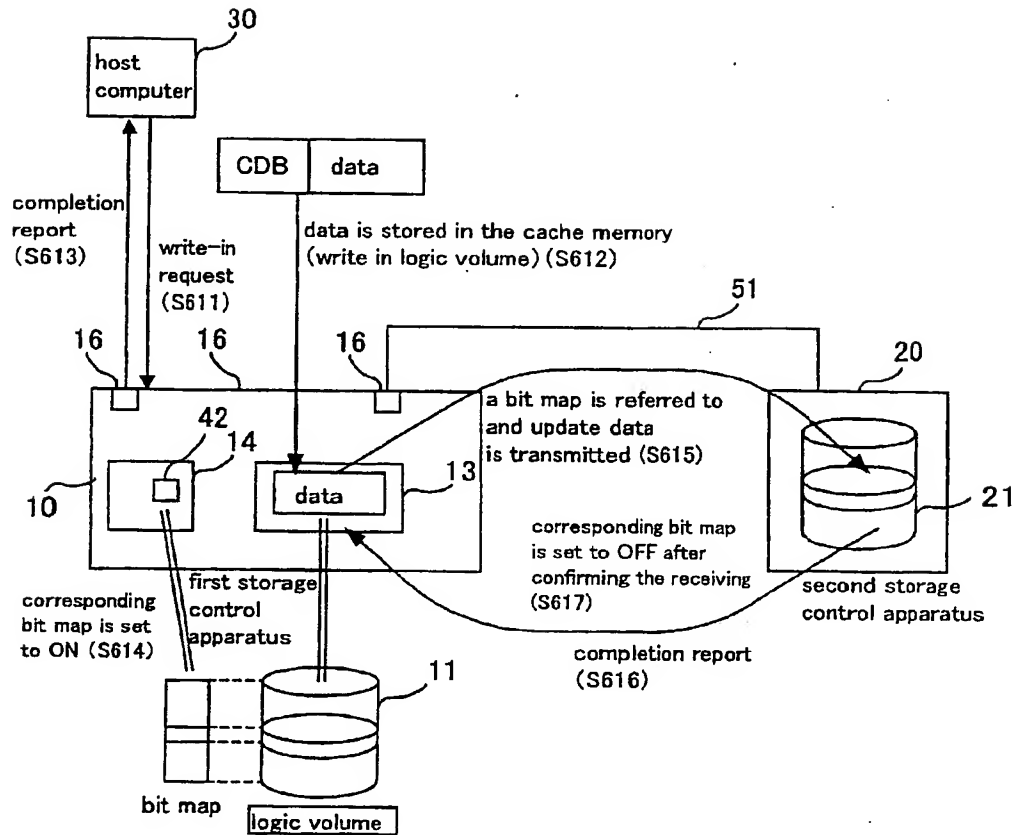 30
host
computer
CDB data
completion
report
(S613)
write-in
request
(S611)
data is stored in the cache memory
(write in logic volume) (S612)
51
16
16
16
20
a bit map is referred to
and update data
is transmitted (S615)
42
14
13
10
data
21
corresponding bit map
is set to OFF after
confirming the receiving
(S617)
second storage
control apparatus
first storage
control
apparatus
corresponding
bit map is set
to ON (S614)
completion report
(S616)
11
bit map
logic volume